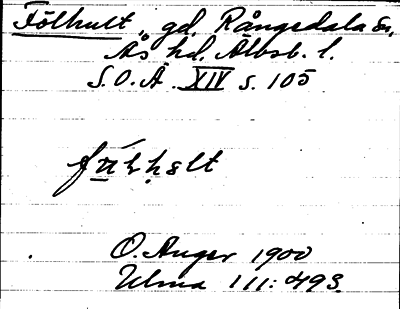 Fölhult, gd. Rångedala sn,
Ås hd. Älvsb. l.
S.O.Ä. XIV s. 105
O. Auger 1900
Ulma 111:493.